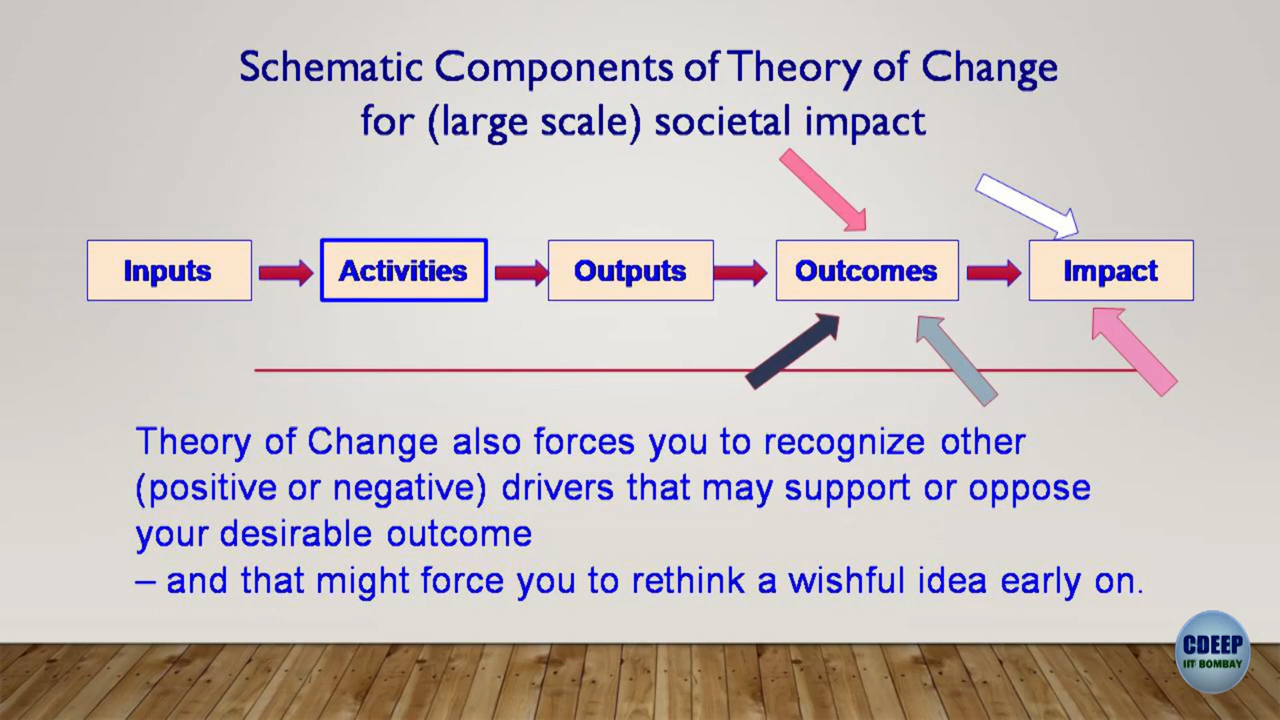 Schematic Components of Theory of Change
for (large scale) societal impact
Inputs
Activities
Outputs
Outcomes
Impact
Theory of Change also forces you to recognize other
(positive or negative) drivers that may support or oppose
your desirable outcome
– and that might force you to rethink a wishful idea early on.
CDEEP
IIT BOMBAY